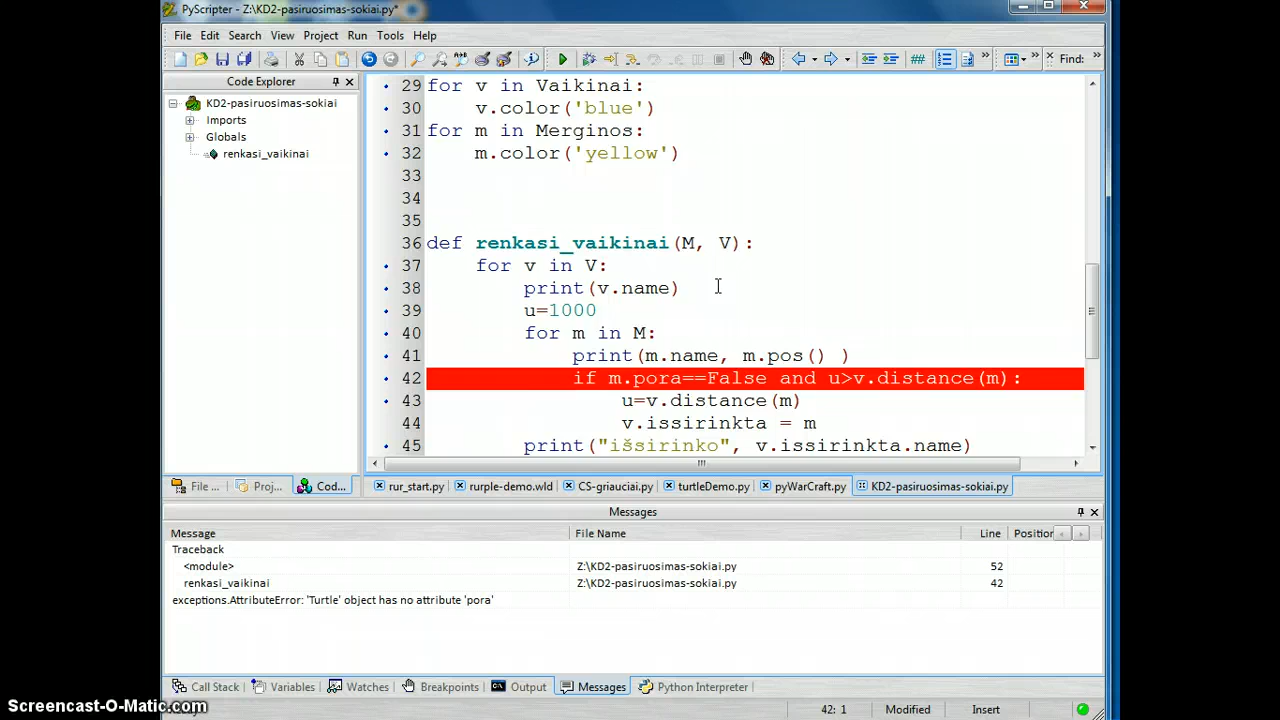 PyScripter - Z:\KD2-pasiruosimas-sokiai.py*
File Edit Search View Project Run Tools Help
Find:
Code Explorer
KD2-pasiruosimas-sokiai
Imports
Globals
renkasi_vaikinai
29 for v in Vaikinai:
30 v.color('blue')
31 for m in Merginos:
32 m.color('yellow')
33
34
35
36 def renkasi_vaikinai(M, V):
37 for v in V:
38 print(v.name)
39 u=1000
40 for m in M:
41 print(m.name, m.pos() )
42 if m.pora==False and u>v.distance(m):
43 u=v.distance(m)
44 v.issirinkta = m
45 print("išsirinko", v.issirinkta.name)
File ... Proj... Cod... rur_start.py rurple-demo.wld CS-griauciai.py turtleDemo.py pyWarCraft.py KD2-pasiruosimas-sokiai.py
Messages
Message File Name Line Position
Traceback
<module> Z:\KD2-pasiruosimas-sokiai.py 52
renkasi_vaikinai Z:\KD2-pasiruosimas-sokiai.py 42
exceptions.AttributeError: 'Turtle' object has no attribute 'pora'
Call Stack Variables Watches Breakpoints Output Messages Python Interpreter
42: 1 Modified Insert
Screencast-O-Matic.com